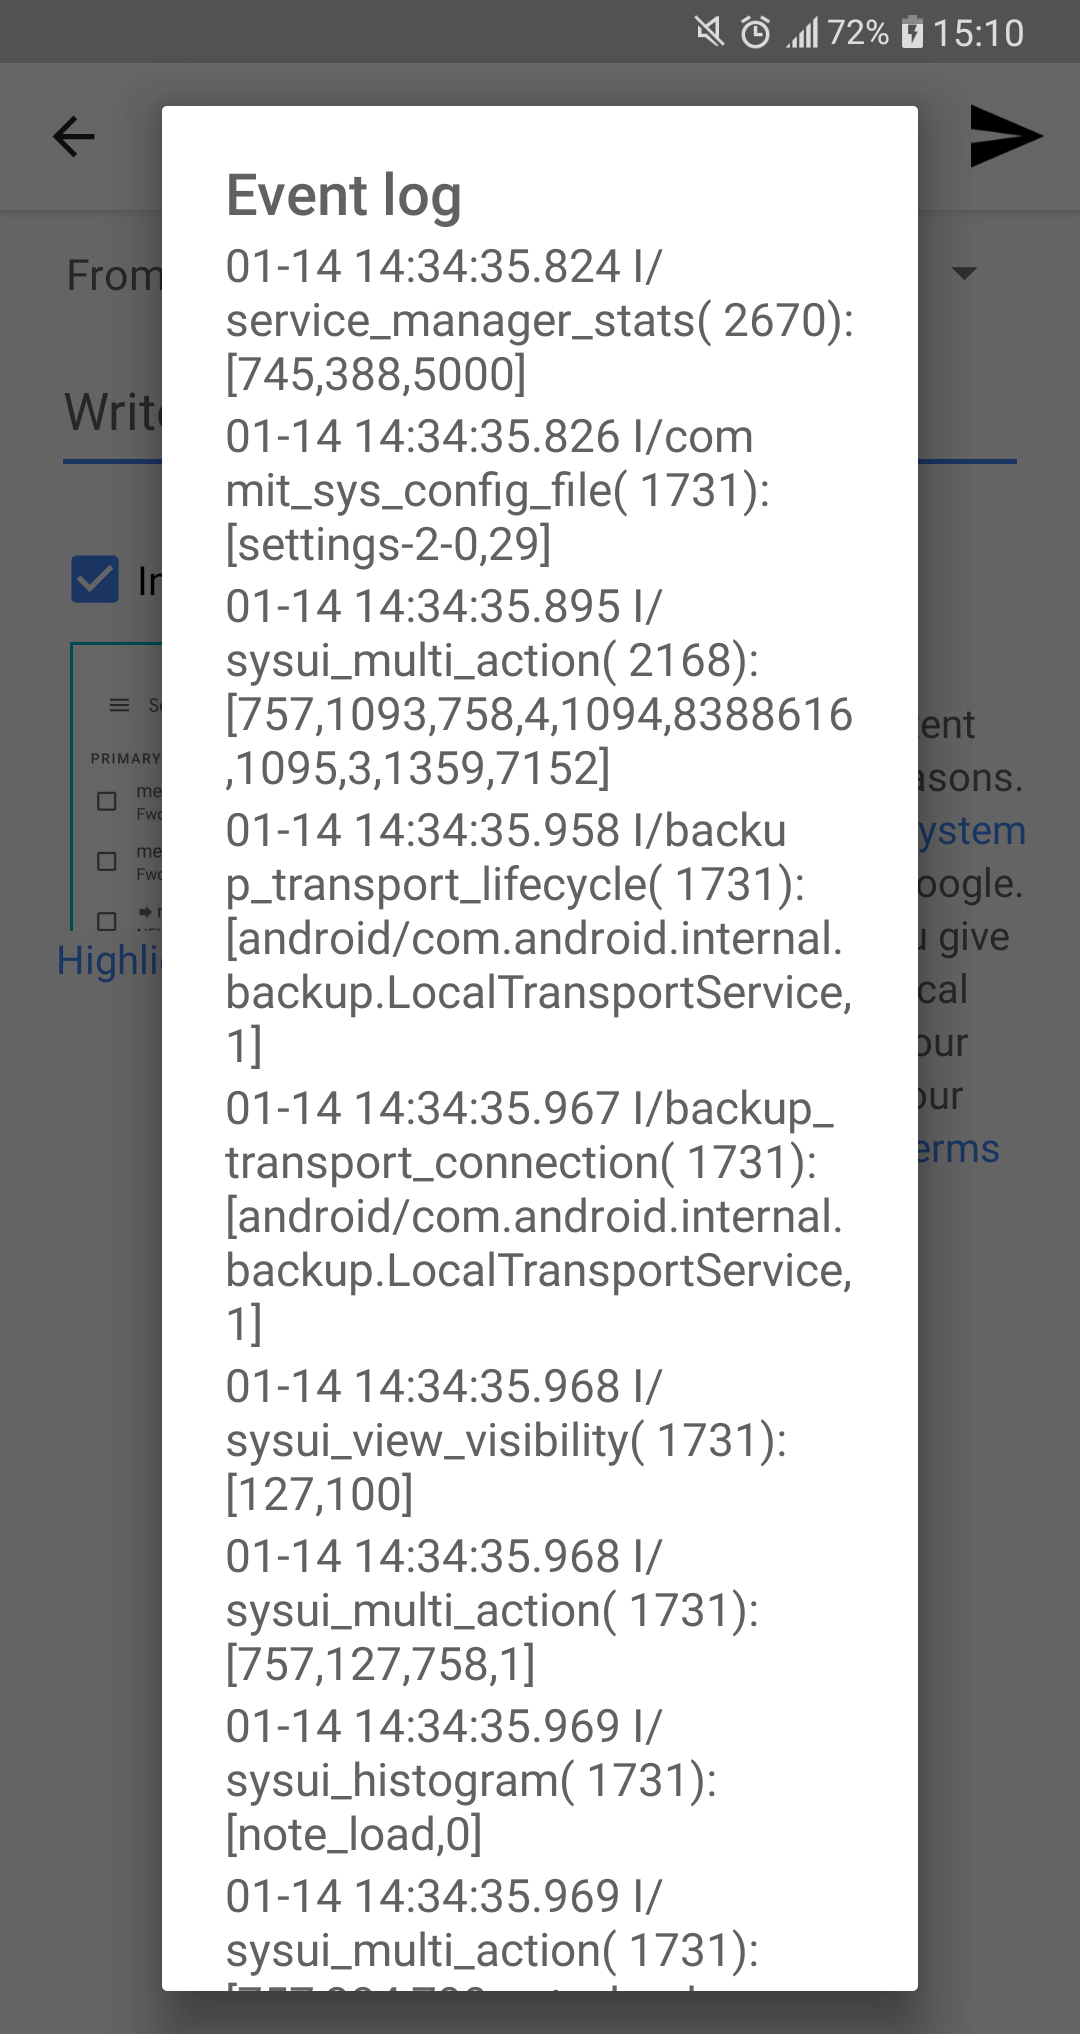 72% 15:10
Event log
01-14 14:34:35.824 I/
service_manager_stats( 2670):
[745,388,5000]
01-14 14:34:35.826 I/com
mit_sys_config_file( 1731):
[settings-2-0,29]
01-14 14:34:35.895 I/
sysui_multi_action( 2168):
[757,1093,758,4,1094,8388616
,1095,3,1359,7152]
01-14 14:34:35.958 I/backu
p_transport_lifecycle( 1731):
[android/com.android.internal.
backup.LocalTransportService,
1]
01-14 14:34:35.967 I/backup_
transport_connection( 1731):
[android/com.android.internal.
backup.LocalTransportService,
1]
01-14 14:34:35.968 I/
sysui_view_visibility( 1731):
[127,100]
01-14 14:34:35.968 I/
sysui_multi_action( 1731):
[757,127,758,1]
01-14 14:34:35.969 I/
sysui_histogram( 1731):
[note_load,0]
01-14 14:34:35.969 I/
sysui_multi_action( 1731):
From
Write
PRIMARY
me
Fwd
me
Fwd
Highli
tent
asons.
ystem
oogle.
u give
cal
our
our
erms